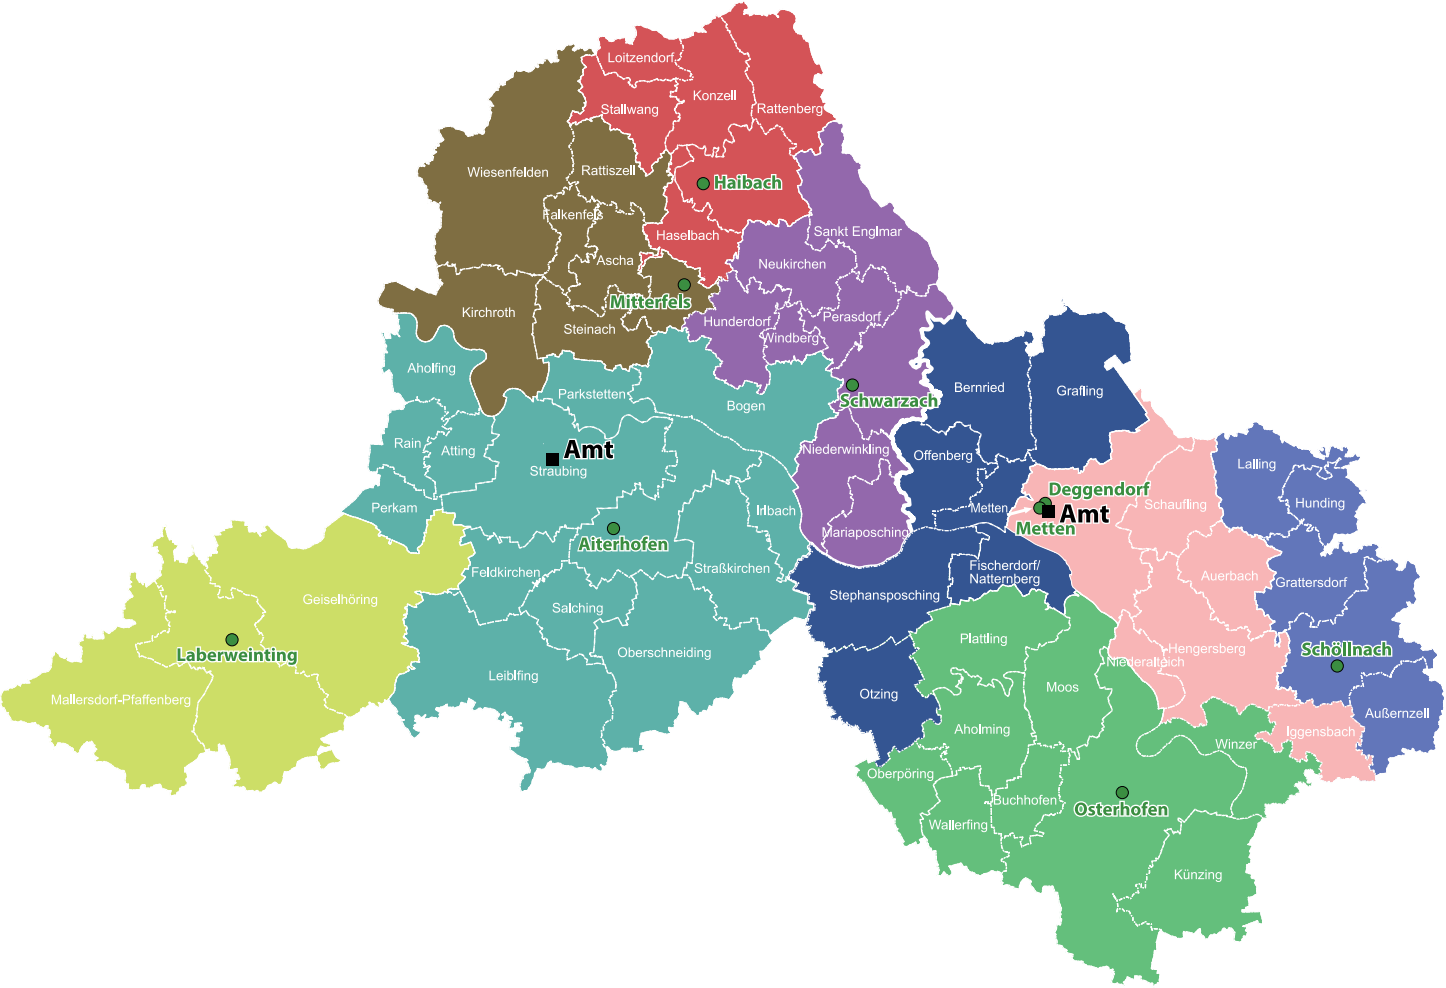 Loitzendorf
Konzell
Stallwang
Rattenberg
Wiesenfelden
Rattiszell
Haibach
Falkenfels
Haselbach
Sankt Englmar
Ascha
Neukirchen
Mitterfels
Kirchroth
Steinach
Hunderdorf
Perasdorf
Windberg
Aholfing
Parkstetten
Bogen
Schwarzach
Bernried
Grafling
Rain
Atting
Amt
Straubing
Niederwinkling
Offenberg
Lalling
Hunding
Perkam
Irlbach
Deggendorf
Metten
Amt
Metten
Schaufling
Aiterhofen
Mariaposching
Feldkirchen
Straßkirchen
Fischerdorf/
Natternberg
Auerbach
Grattersdorf
Geiselhöring
Salching
Stephansposching
Laberweinting
Plattling
Oberschneiding
Hengersberg
Schöllnach
Niederalteich
Leiblfing
Mallersdorf-Pfaffenberg
Otzing
Moos
Außernzell
Aholming
Iggensbach
Winzer
Oberpöring
Buchhofen
Osterhofen
Wallerfing
Künzing